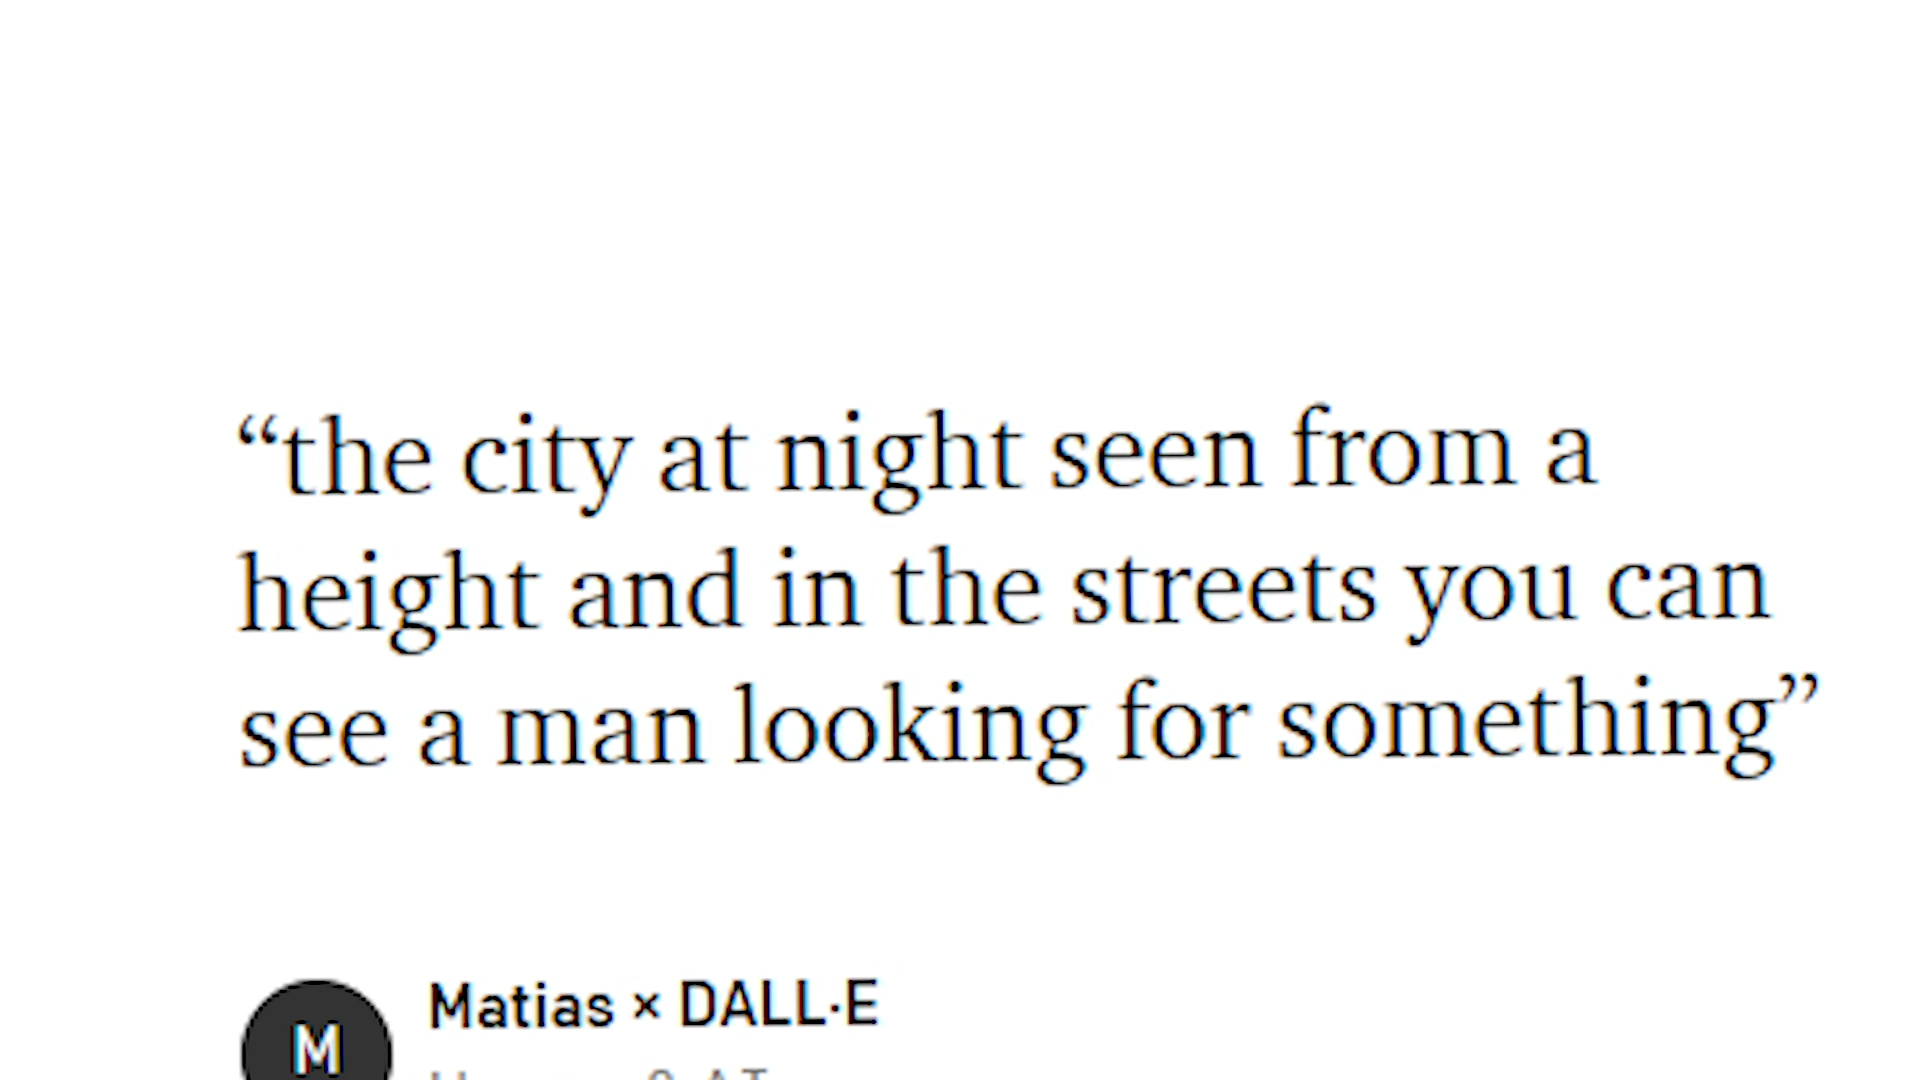 “the city at night seen from a
height and in the streets you can
see a man looking for something”
Matias × DALL·E
M